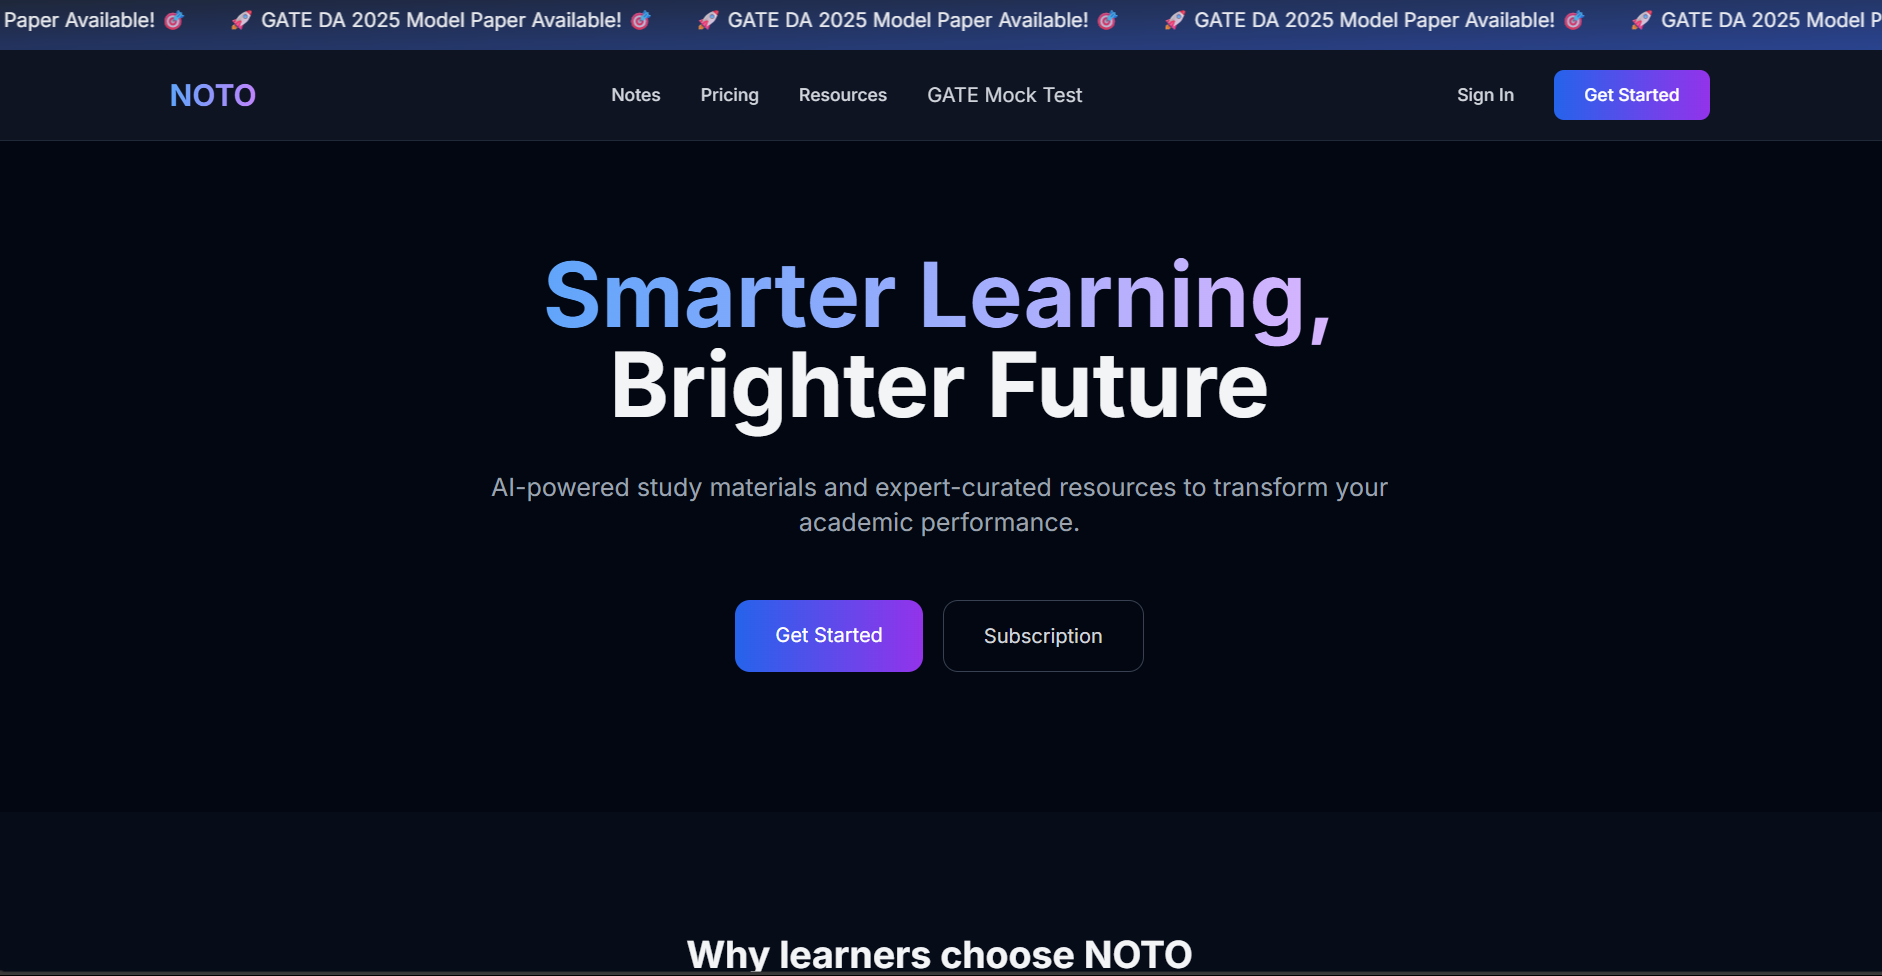 Paper Available! 🎯 🚀 GATE DA 2025 Model Paper Available! 🎯 🚀 GATE DA 2025 Model Paper Available! 🎯 🚀 GATE DA 2025 Model Paper Available! 🎯 🚀 GATE DA 2025 Model P
NOTO Notes Pricing Resources GATE Mock Test Sign In Get Started
Smarter Learning,
Brighter Future
AI-powered study materials and expert-curated resources to transform your
academic performance.
Get Started Subscription
Why learners choose NOTO